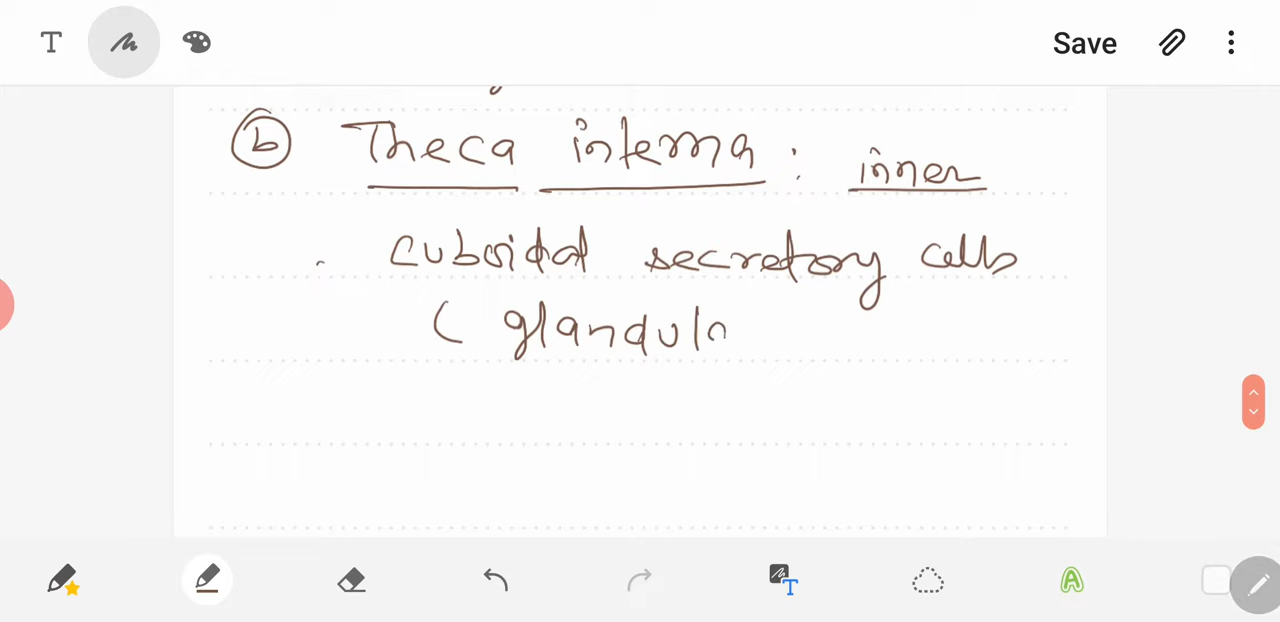 T Save
b Theca interna : inner
cuboidal secretory cells
( glandula
T
A